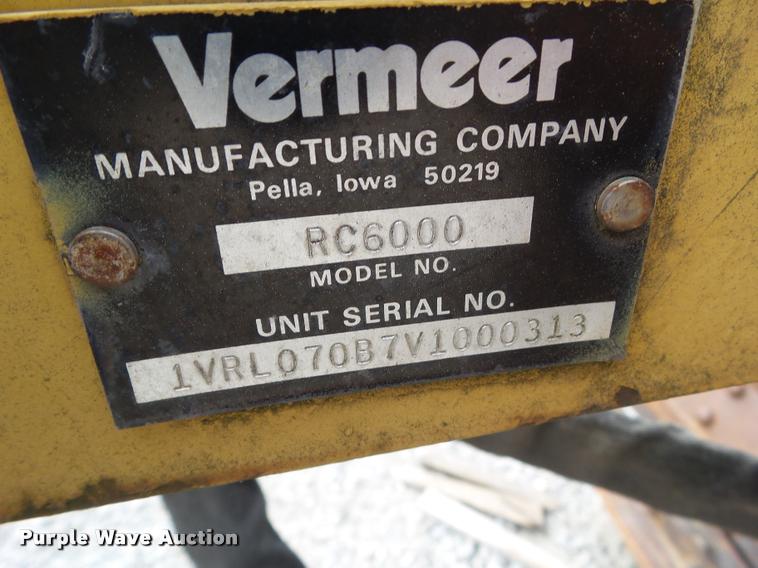 Vermeer
MANUFACTURING COMPANY
Pella, Iowa 50219
RC6000
MODEL NO.
UNIT SERIAL NO.
1VRL070B7V1000313
Purple Wave Auction